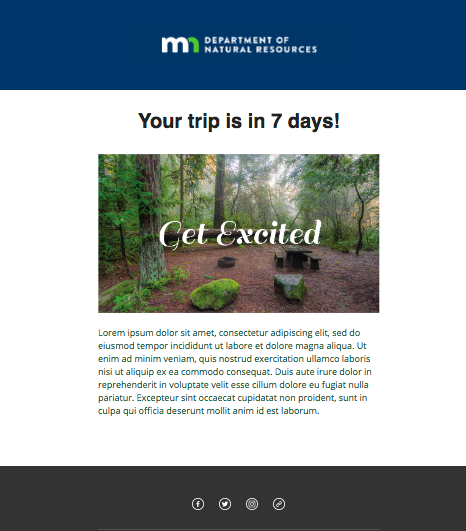 mn DEPARTMENT OF
NATURAL RESOURCES
Your trip is in 7 days!
Get Excited
Lorem ipsum dolor sit amet, consectetur adipiscing elit, sed do
eiusmod tempor incididunt ut labore et dolore magna aliqua. Ut
enim ad minim veniam, quis nostrud exercitation ullamco laboris
nisi ut aliquip ex ea commodo consequat. Duis aute irure dolor in
reprehenderit in voluptate velit esse cillum dolore eu fugiat nulla
pariatur. Excepteur sint occaecat cupidatat non proident, sunt in
culpa qui officia deserunt mollit anim id est laborum.